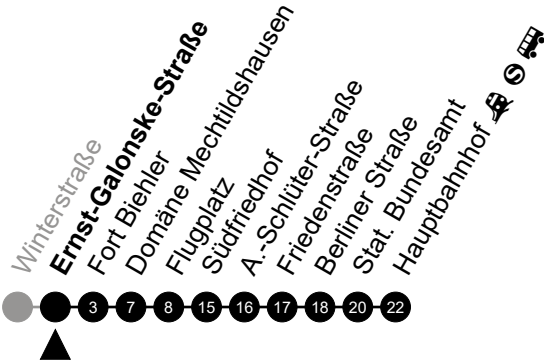 Winterstraße
Ernst-Galonske-Straße
Fort Biehler
Domäne Mechtildshausen
Flugplatz
Südfriedhof
A.-Schlüter-Straße
Friedenstraße
Berliner Straße
Stat. Bundesamt
Hauptbahnhof S
3 7 8 15 16 17 18 20 22